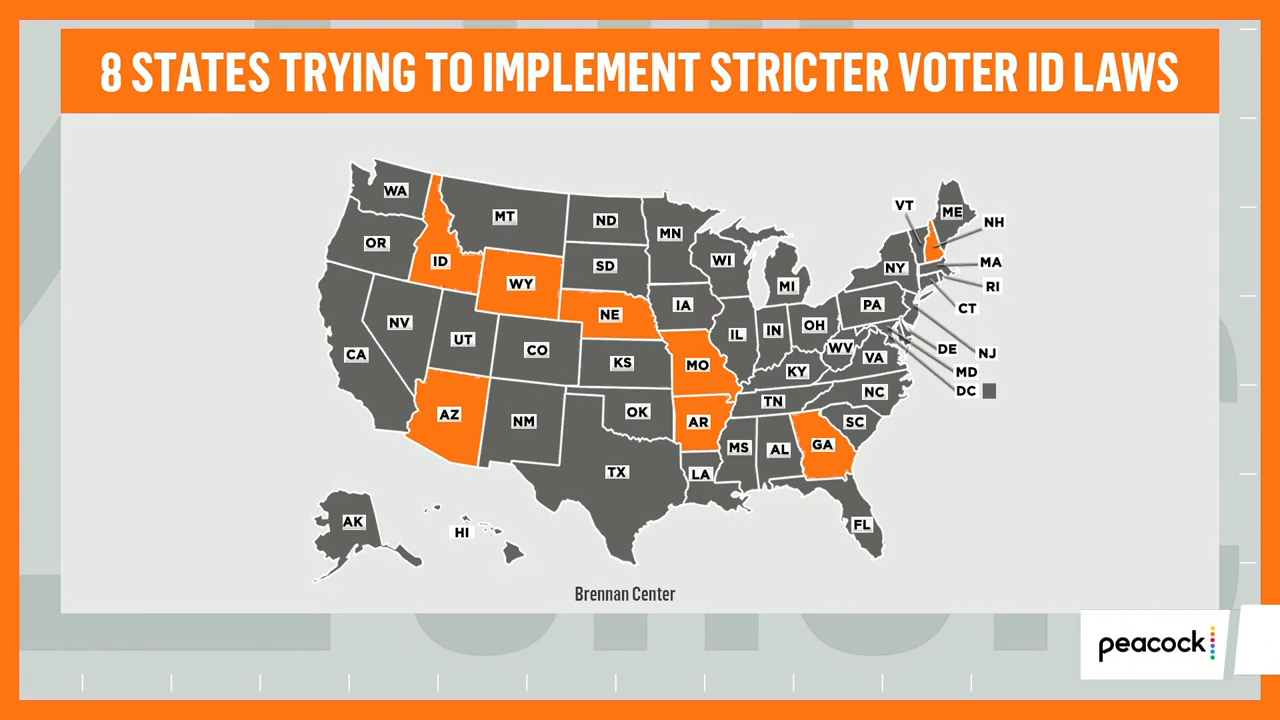 8 STATES TRYING TO IMPLEMENT STRICTER VOTER ID LAWS
WA
MT
ND
MN
VT
ME
NH
OR
ID
WY
SD
WI
MI
NY
MA
RI
CT
NV
UT
CO
NE
IA
IL
IN
OH
PA
NJ
CA
KS
MO
KY
WV
VA
DE
MD
DC
AZ
NM
OK
AR
TN
NC
SC
TX
LA
MS
AL
GA
FL
AK
HI
Brennan Center
peacock